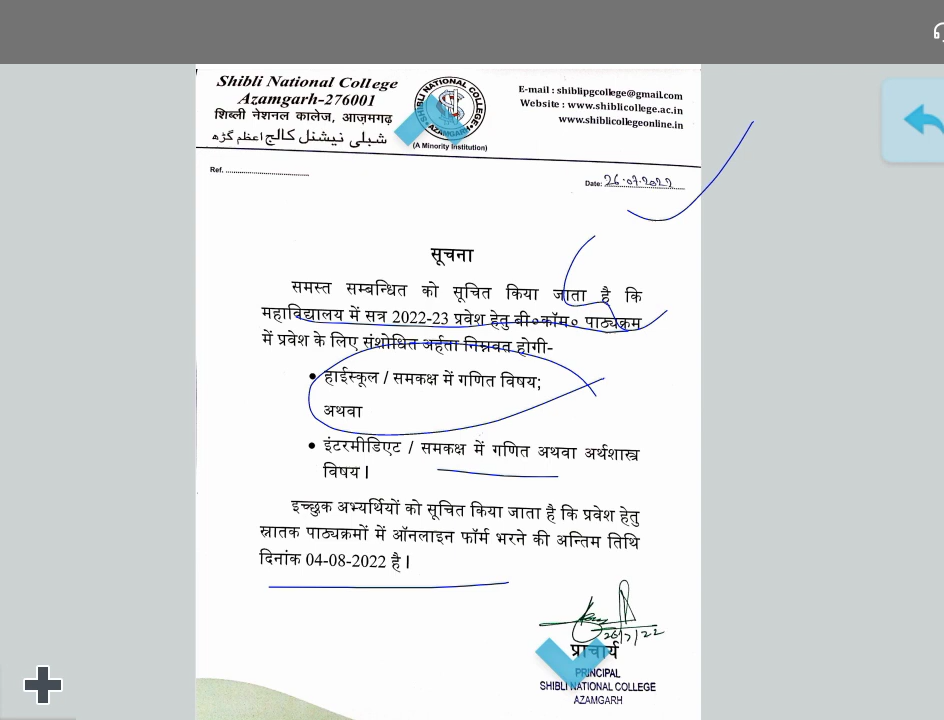 Shibli National College
Azamgarh-276001
शिब्ली नेशनल कालेज, आज़मगढ़
شبلی نیشنل کالج اعظم گڑھ
SHIBLI NATIONAL COLLEGE
AZAMGARH
(A Minority Institution)
E-mail : shiblipgcollege@gmail.com
Website : www.shiblicollege.ac.in
www.shiblicollegeonline.in
Ref. ................................
Date: 26.07.2022
सूचना
समस्त सम्बन्धित को सूचित किया जाता है कि
महाविद्यालय में सत्र 2022-23 प्रवेश हेतु बी०कॉम० पाठ्यक्रम
में प्रवेश के लिए संशोधित अर्हता निम्नवत होगी-
• हाईस्कूल / समकक्ष में गणित विषय;
अथवा
• इंटरमीडिएट / समकक्ष में गणित अथवा अर्थशास्त्र
विषय।
इच्छुक अभ्यर्थियों को सूचित किया जाता है कि प्रवेश हेतु
स्नातक पाठ्यक्रमों में ऑनलाइन फॉर्म भरने की अन्तिम तिथि
दिनांक 04-08-2022 है।
26/7/22
प्राचार्य
PRINCIPAL
SHIBLI NATIONAL COLLEGE
AZAMGARH